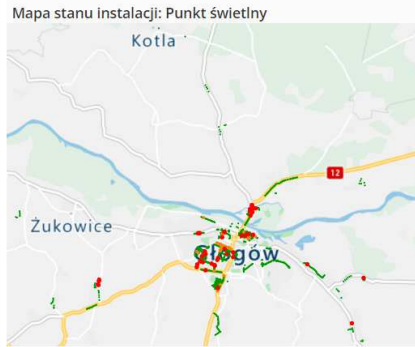 Mapa stanu instalacji: Punkt świetlny
Kotla
12
Żukowice
Głogów